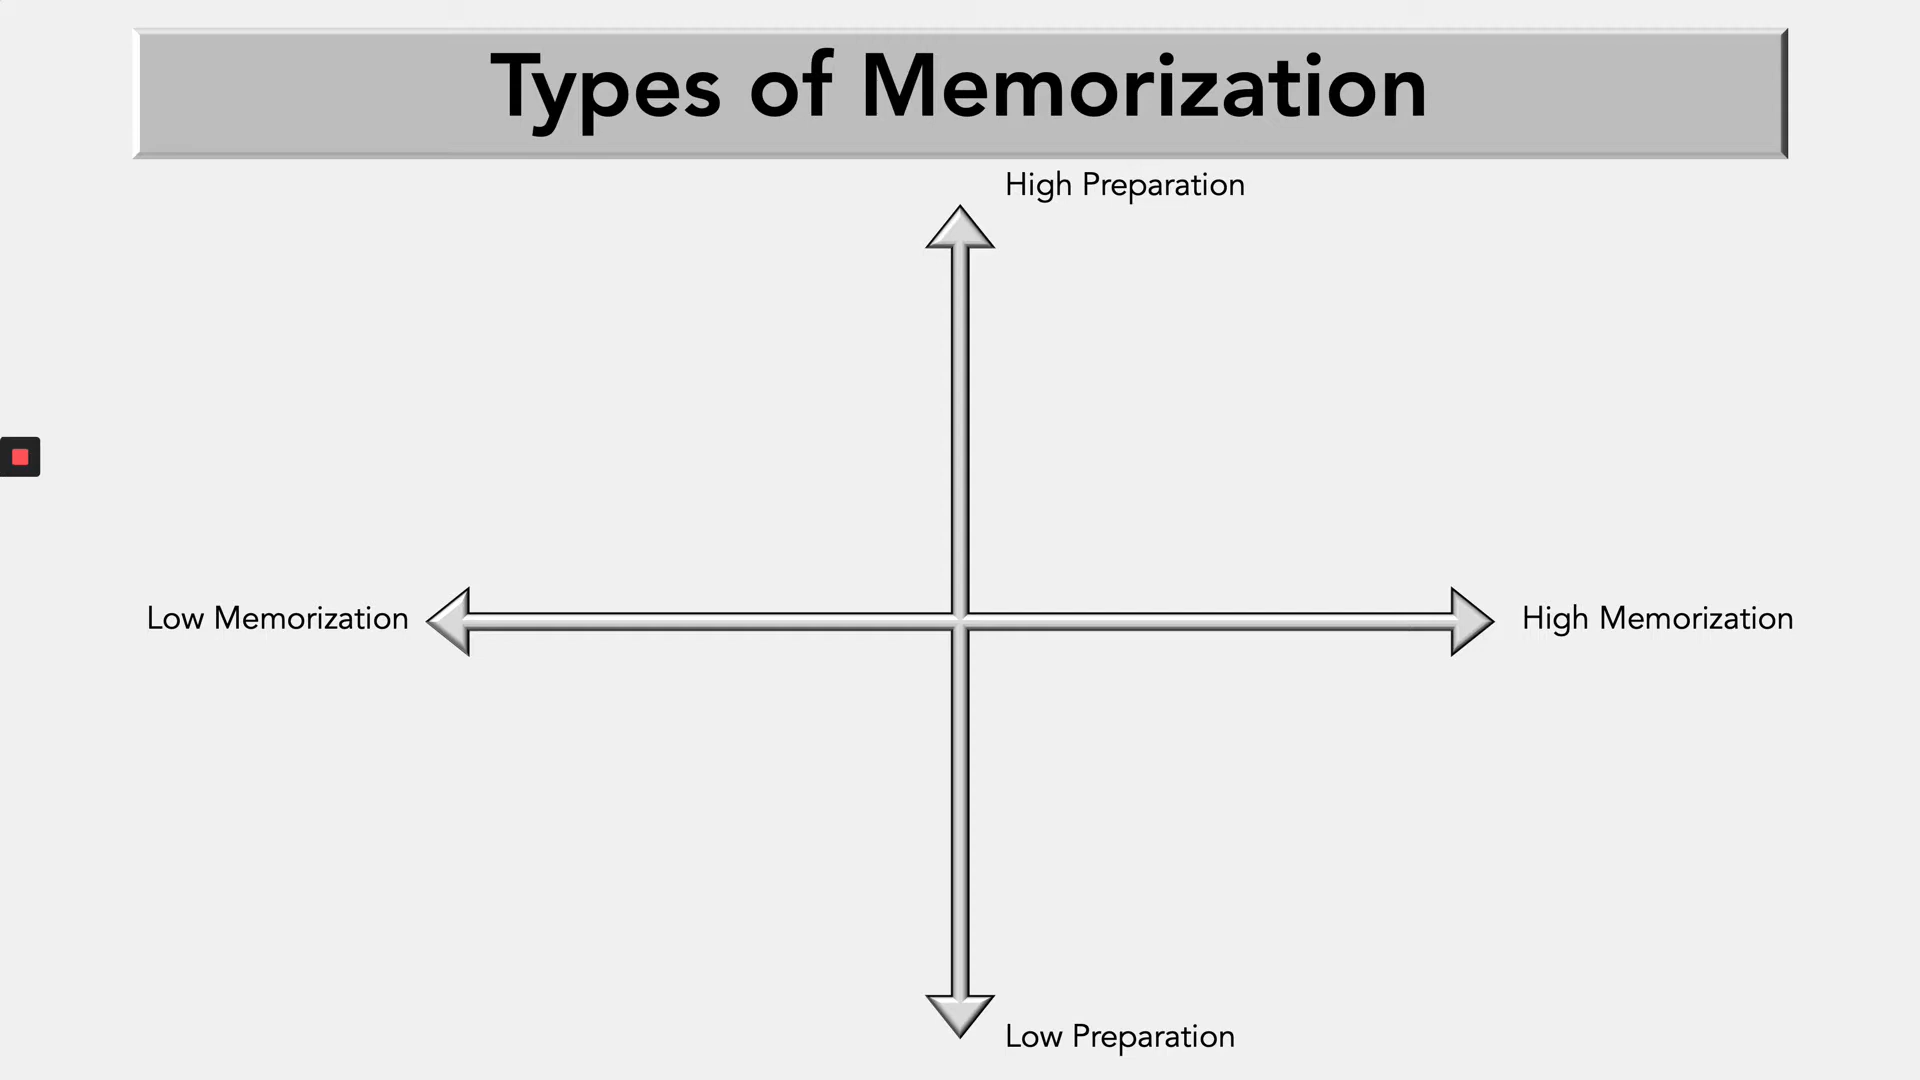 Types of Memorization
High Preparation
Low Memorization
High Memorization
Low Preparation